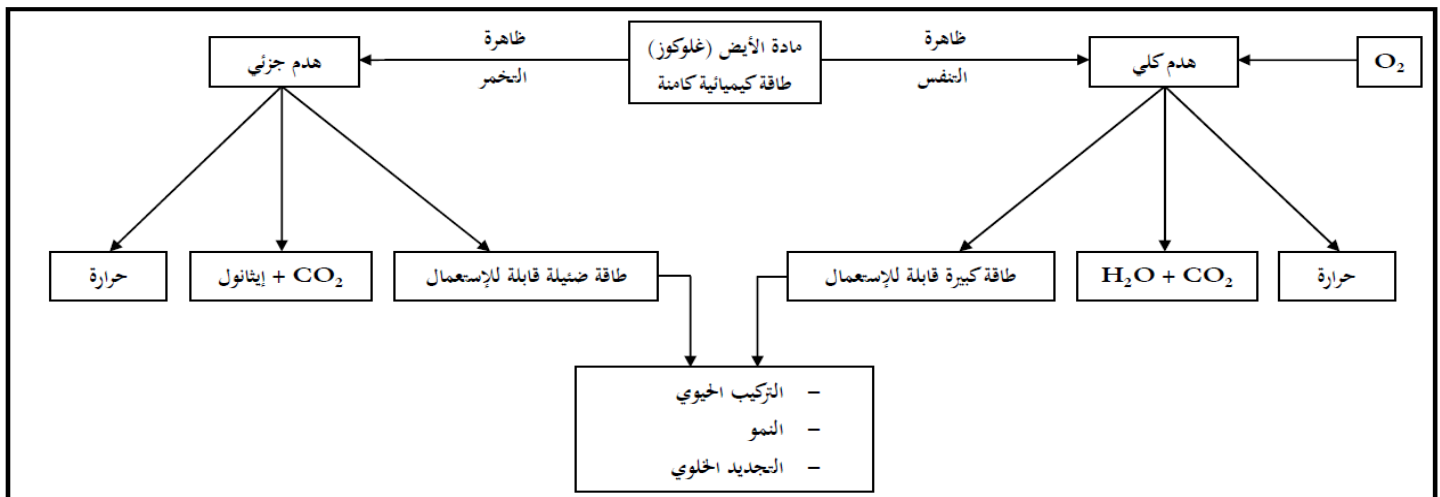 ظاهرة
التنفس
ظاهرة
التخمر
مادة الأيض (غلوكوز)
طاقة كيميائية كامنة
O₂
هدم كلي
هدم جزئي
حرارة
H₂O + CO₂
طاقة كبيرة قابلة للإستعمال
طاقة ضئيلة قابلة للإستعمال
إيثانول + CO₂
حرارة
– التركيب الحيوي
– النمو
– التجديد الخلوي